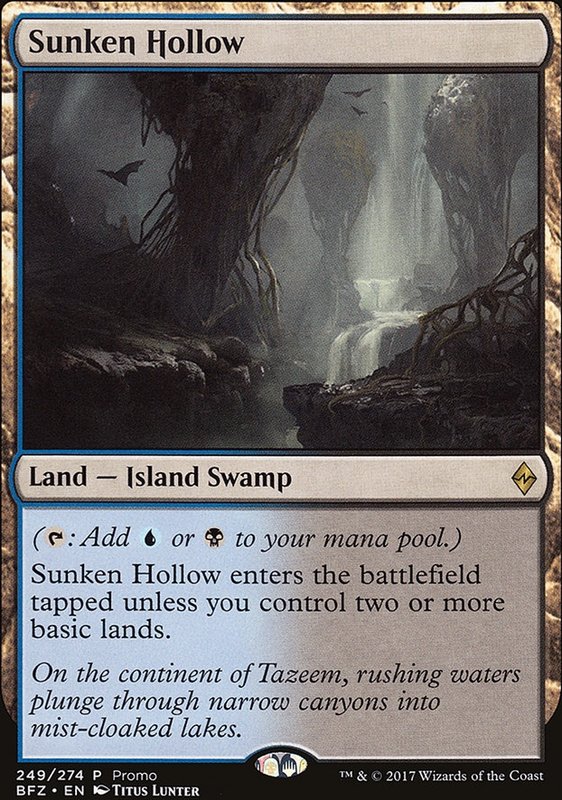 Sunken Hollow
Land — Island Swamp
( : Add  or  to your mana pool.)
Sunken Hollow enters the battlefield
tapped unless you control two or more
basic lands.
On the continent of Tazeem, rushing waters
plunge through narrow canyons into
mist-cloaked lakes.
249/274 P Promo
BFZ • EN Titus Lunter
™ & © 2017 Wizards of the Coast